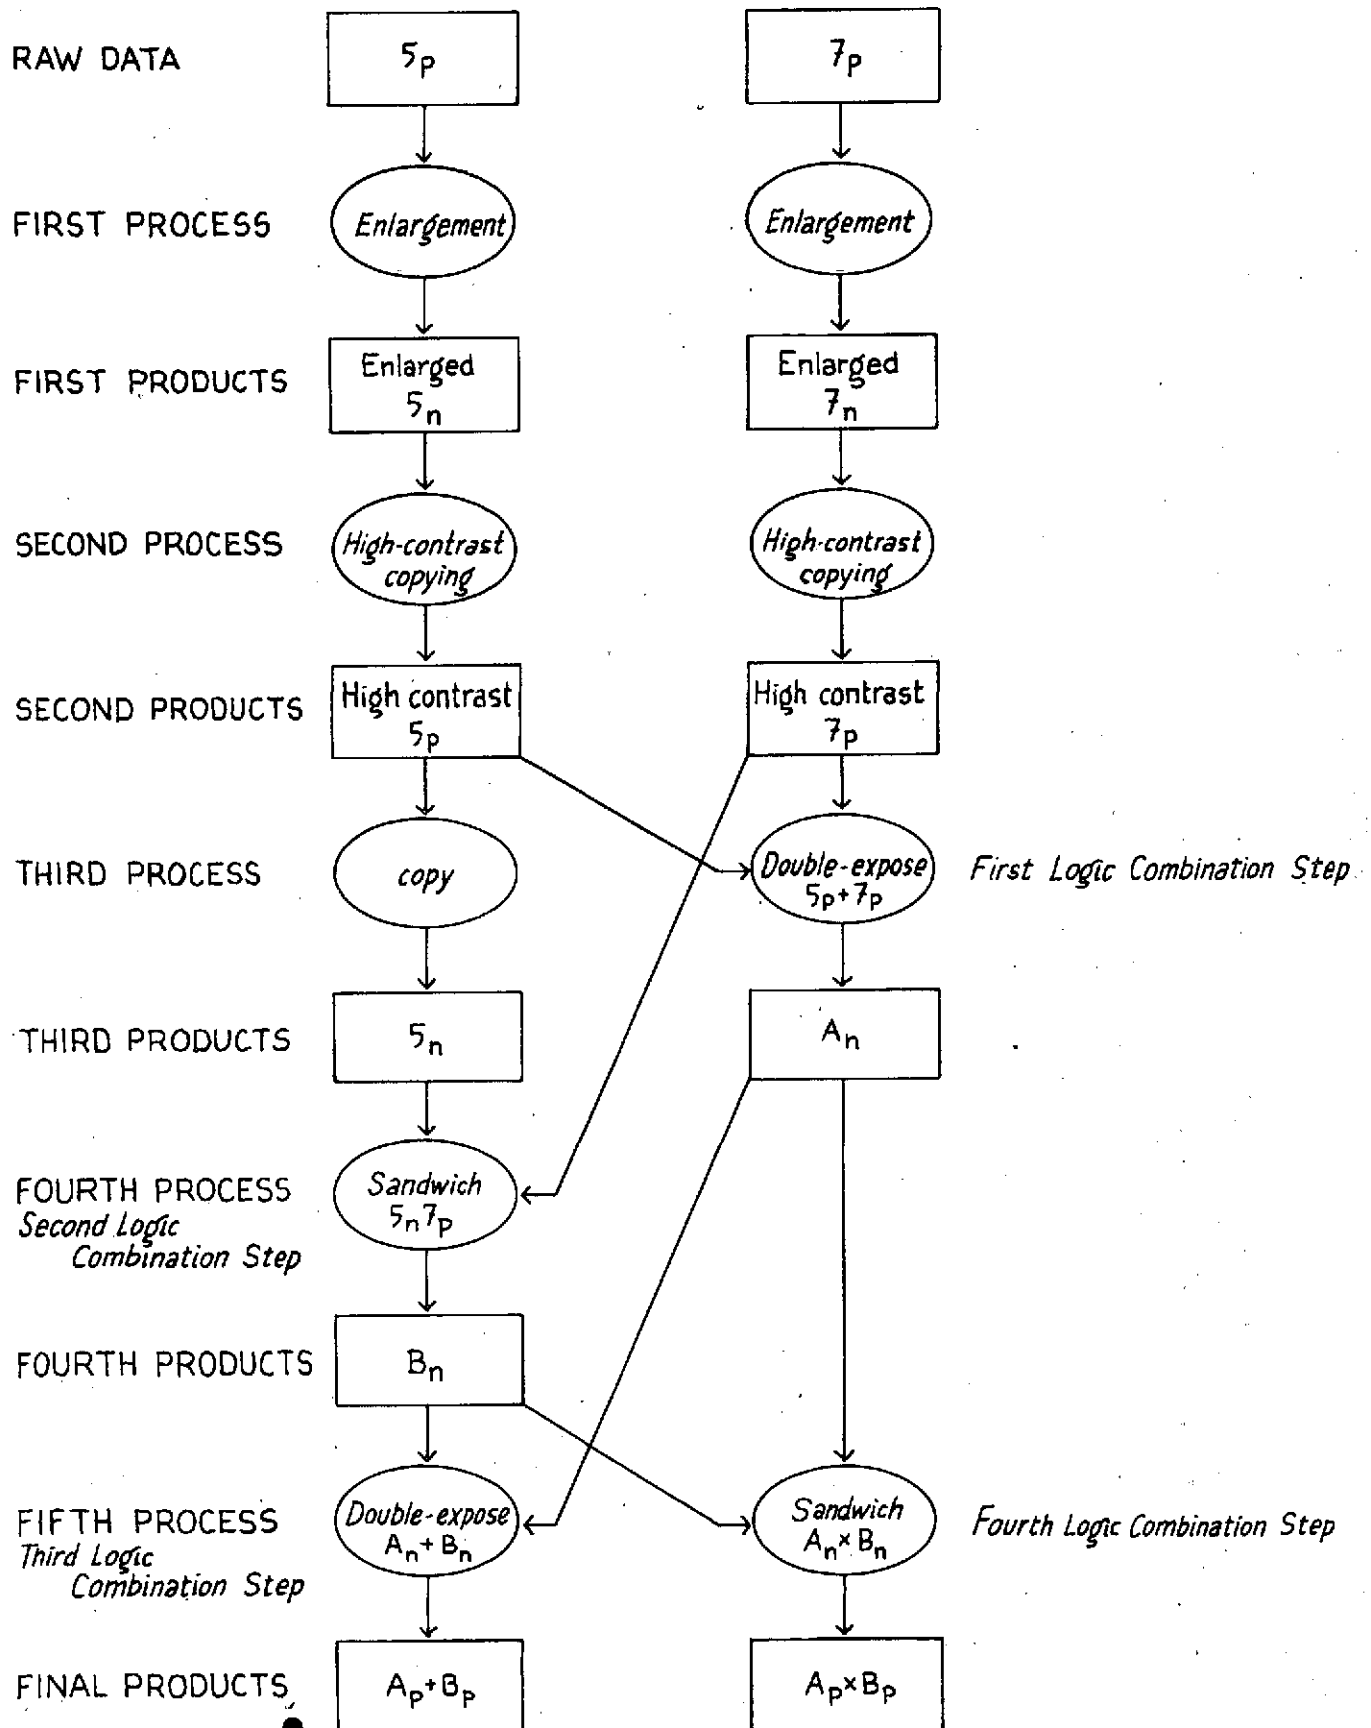 RAW DATA
5p
7p
FIRST PROCESS
Enlargement
Enlargement
FIRST PRODUCTS
Enlarged
5n
Enlarged
7n
SECOND PROCESS
High-contrast
copying
High-contrast
copying
SECOND PRODUCTS
High contrast
5p
High contrast
7p
THIRD PROCESS
copy
Double-expose
5p+7p
First Logic Combination Step
THIRD PRODUCTS
5n
An
FOURTH PROCESS
Second Logic
Combination Step
Sandwich
5n7p
FOURTH PRODUCTS
Bn
FIFTH PROCESS
Third Logic
Combination Step
Double-expose
An+Bn
Sandwich
An×Bn
Fourth Logic Combination Step
FINAL PRODUCTS
Ap+Bp
Ap×Bp